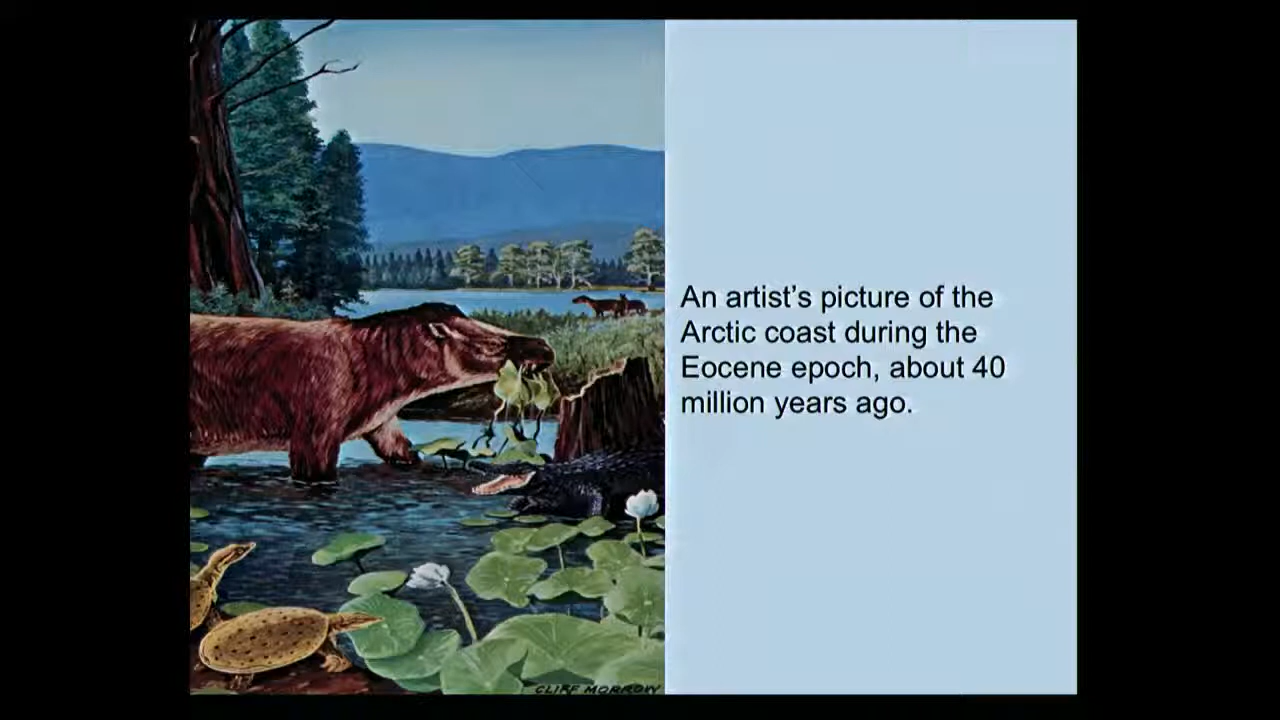 An artist’s picture of the
Arctic coast during the
Eocene epoch, about 40
million years ago.
CLIFF MORROW